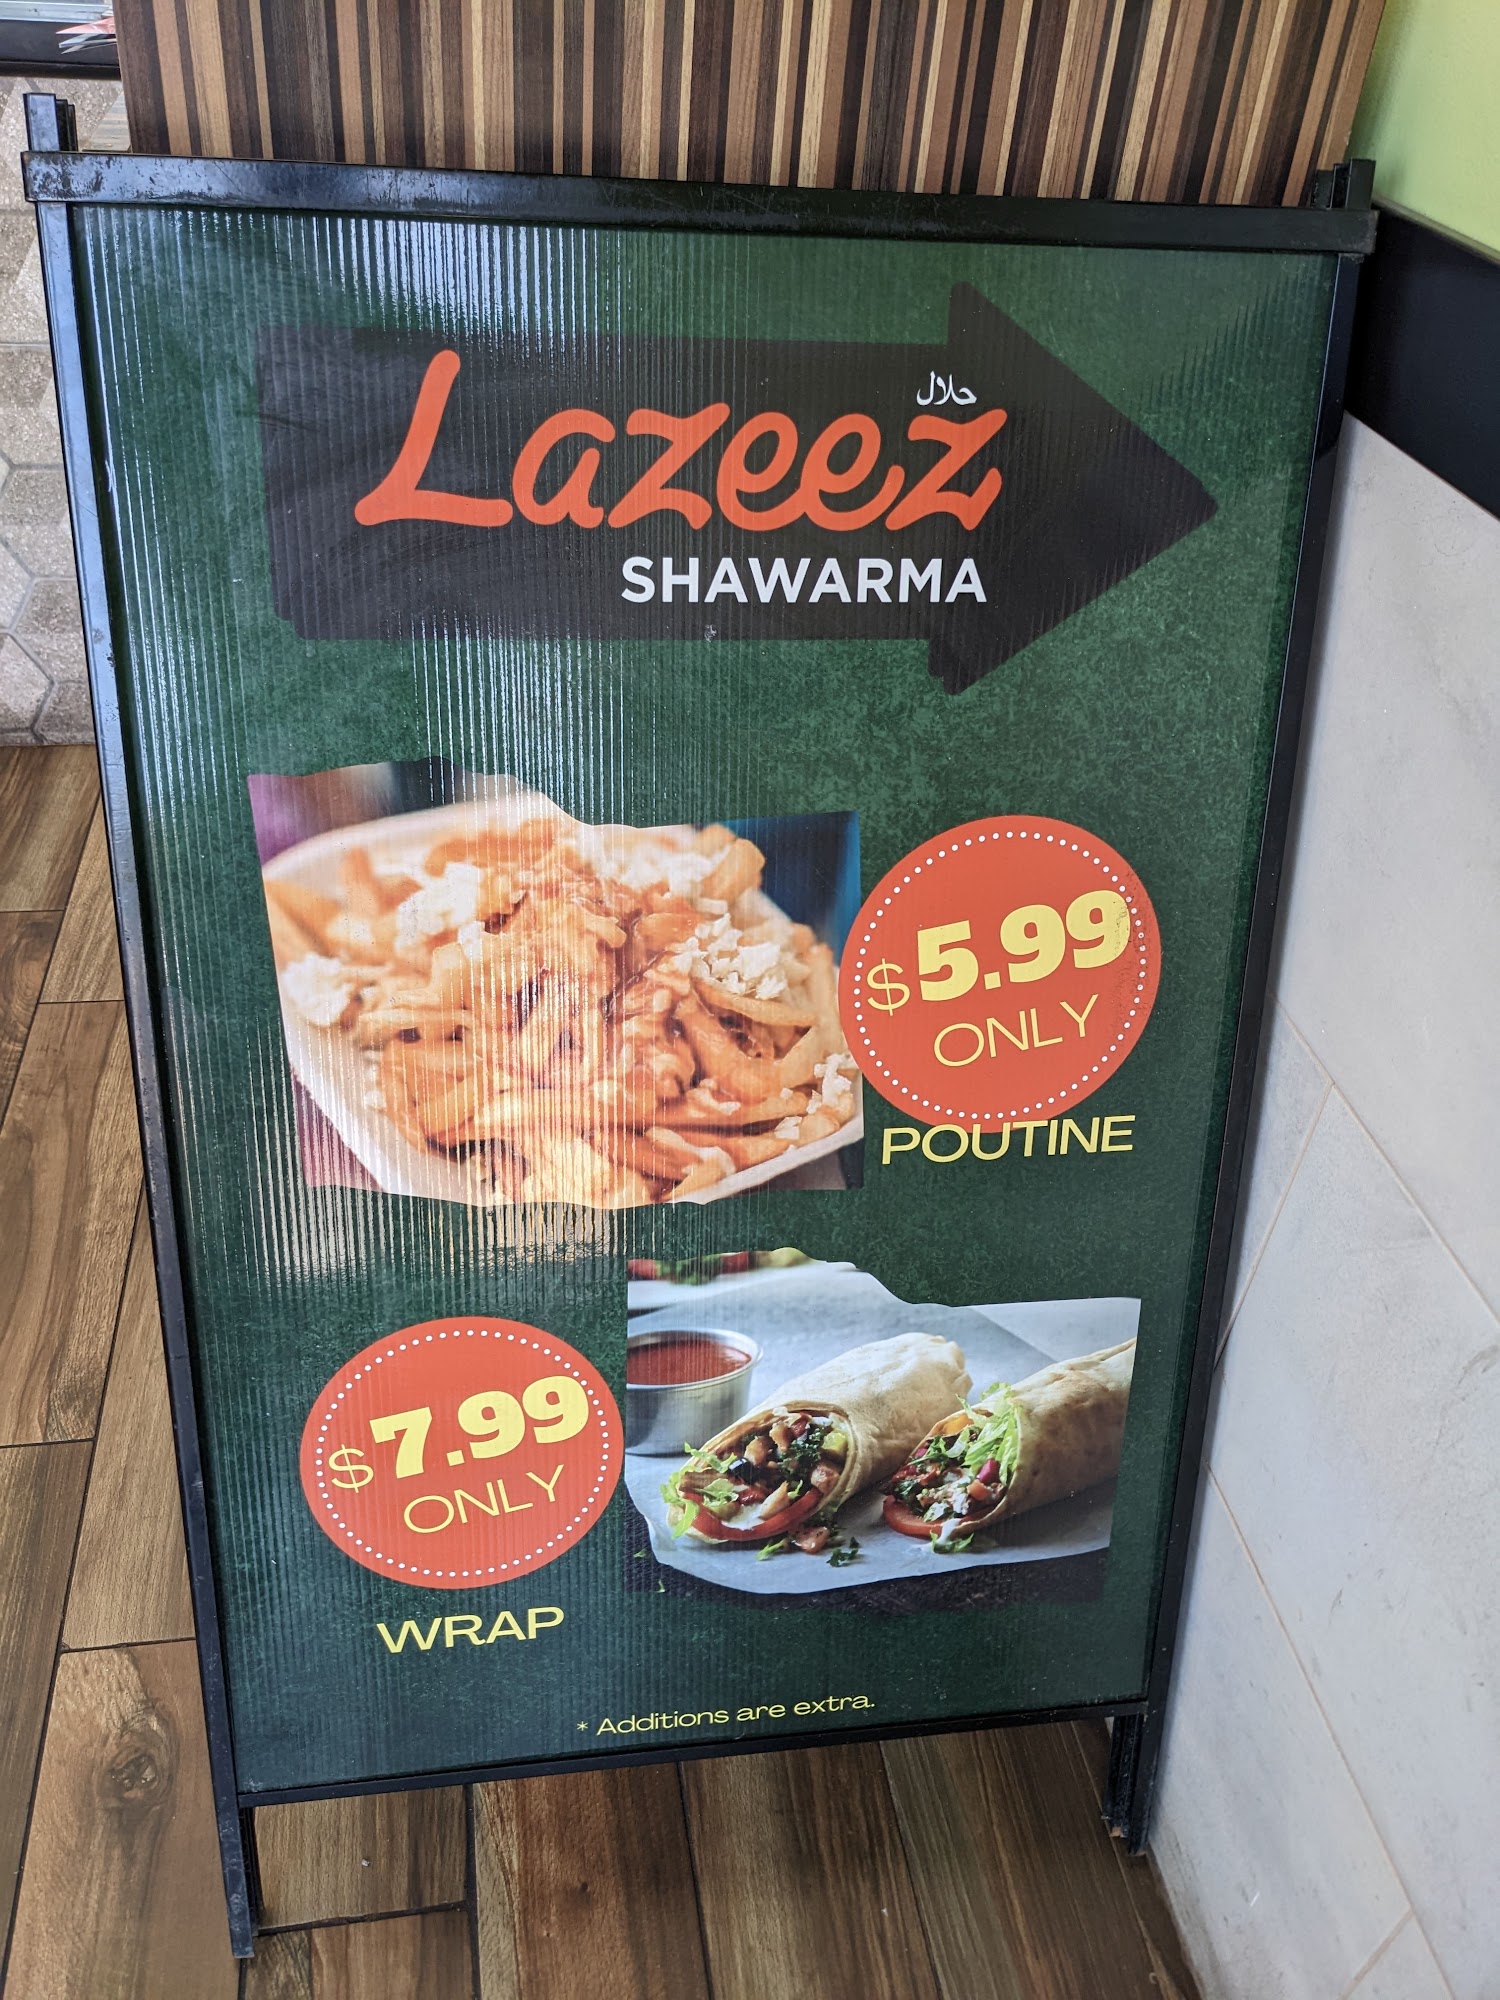 حلال
Lazeez
SHAWARMA
$5.99
ONLY
POUTINE
$7.99
ONLY
WRAP
* Additions are extra.